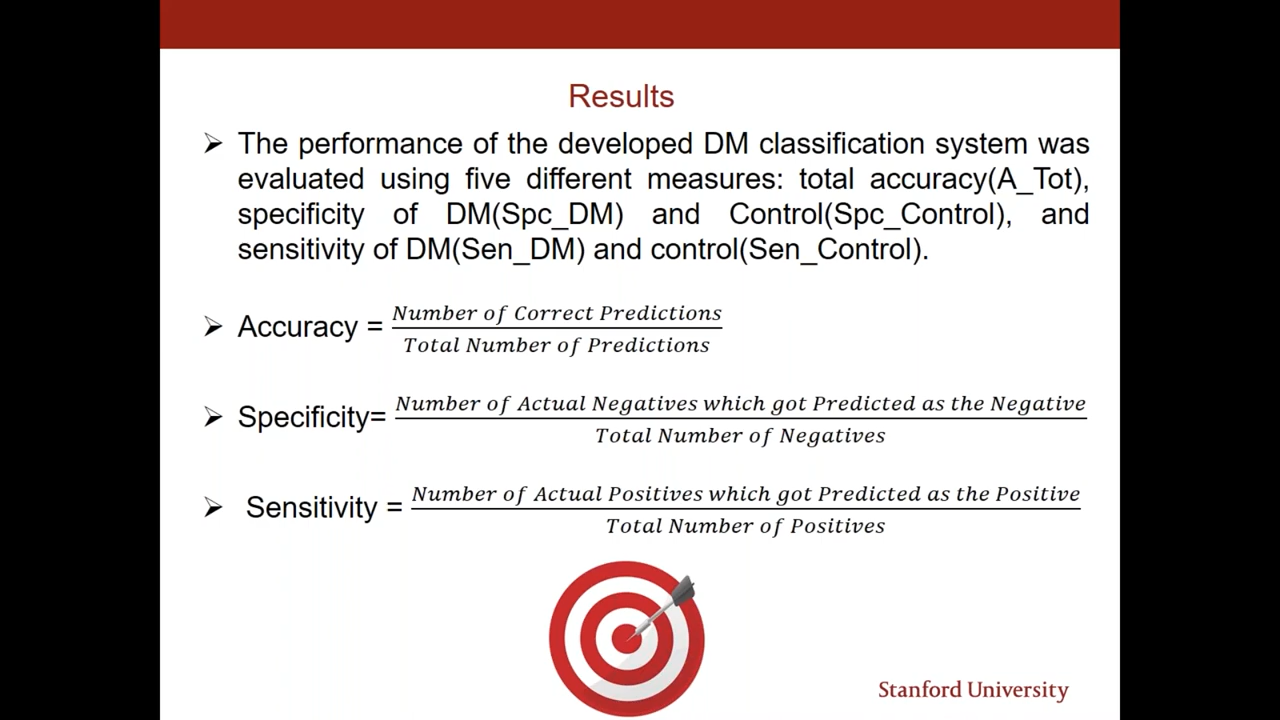 Results
➢ The performance of the developed DM classification system was
evaluated using five different measures: total accuracy(A_Tot),
specificity of DM(Spc_DM) and Control(Spc_Control), and
sensitivity of DM(Sen_DM) and control(Sen_Control).
Number of Correct Predictions
➢ Accuracy =
Total Number of Predictions
Number of Actual Negatives which got Predicted as the Negative
➢ Specificity=
Total Number of Negatives
Number of Actual Positives which got Predicted as the Positive
➢ Sensitivity =
Total Number of Positives
Stanford University